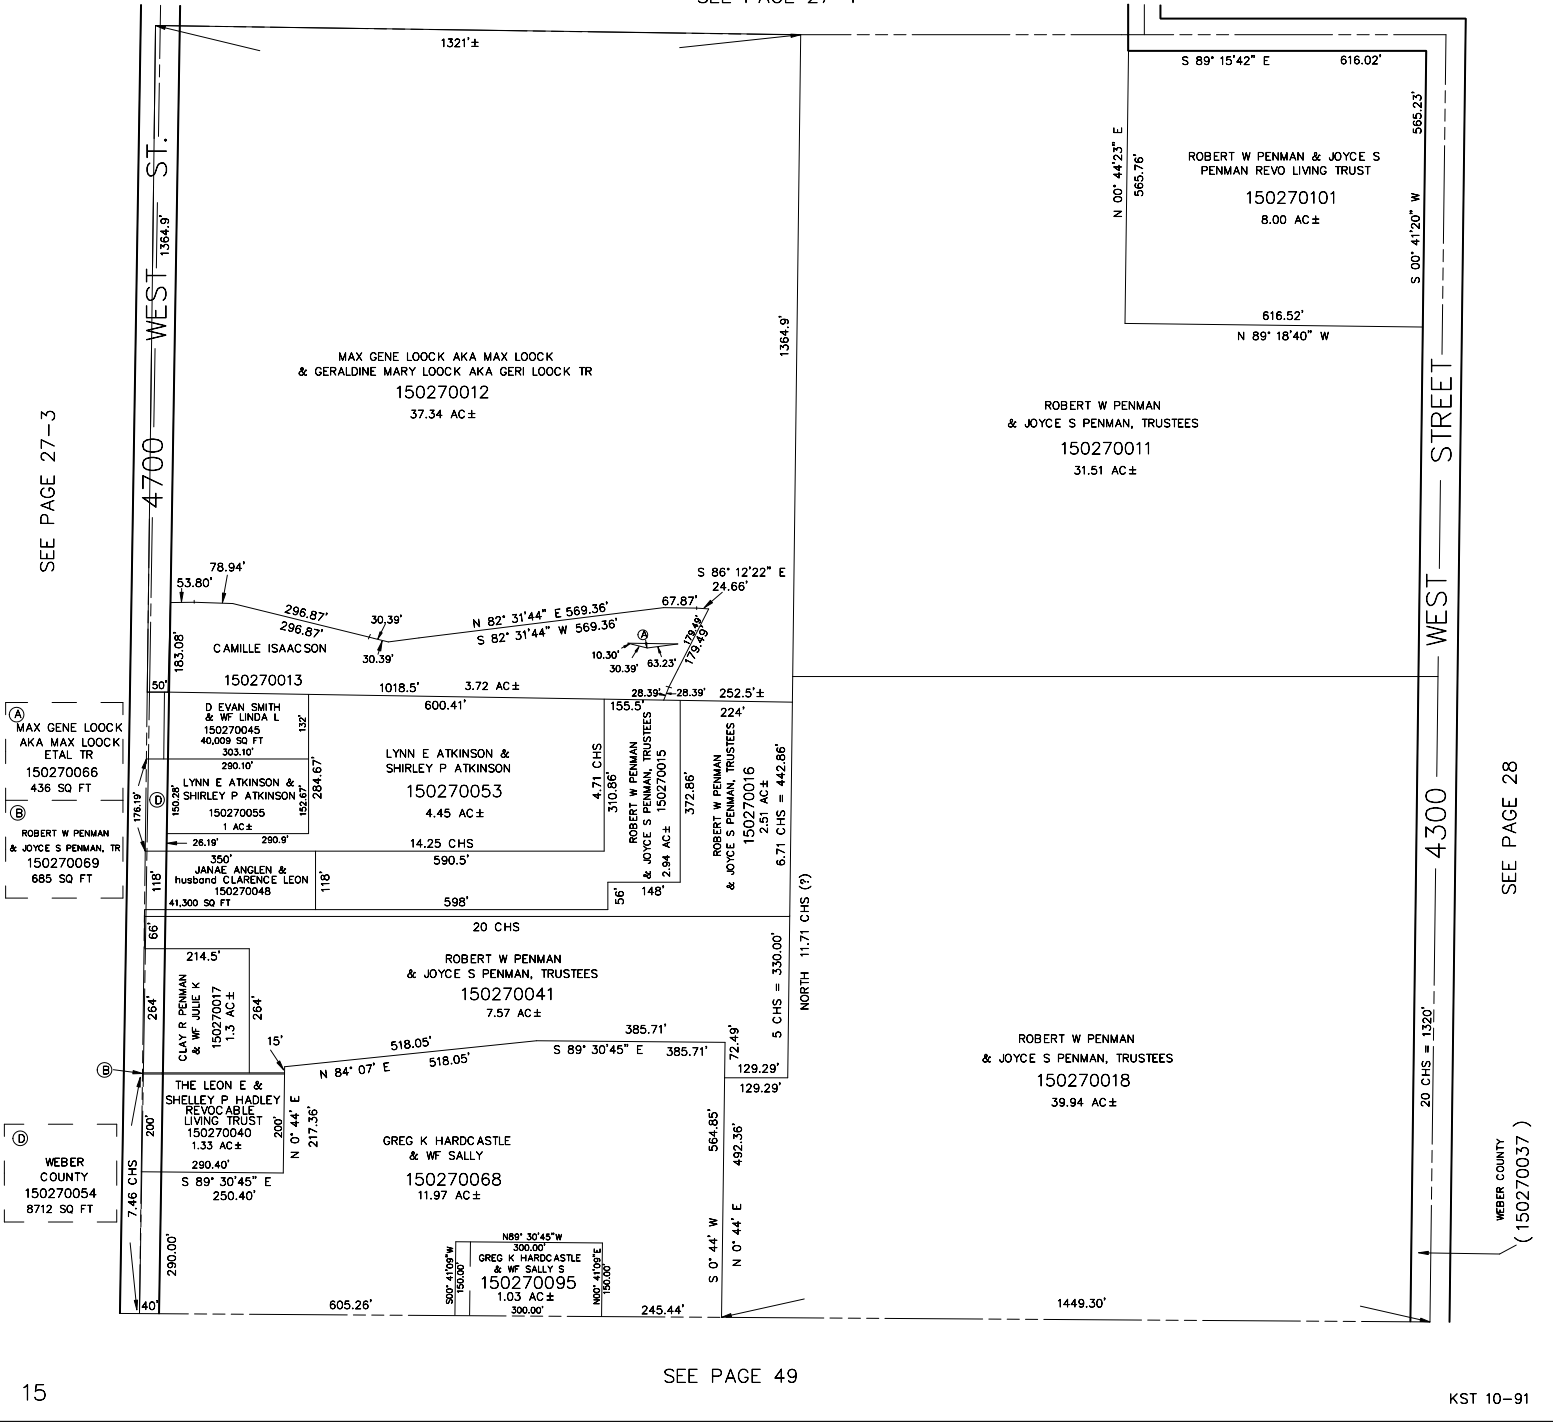 1321'±
S 89° 15'42" E
616.02'
4700 WEST ST.
1364.9'
1364.9'
N 00° 44'23" E
565.76'
ROBERT W PENMAN & JOYCE S
PENMAN REVO LIVING TRUST
150270101
8.00 AC±
565.23'
S 00° 41'20" W
616.52'
N 89° 18'40" W
MAX GENE LOOCK AKA MAX LOOCK
& GERALDINE MARY LOOCK AKA GERI LOOCK TR
150270012
37.34 AC±
ROBERT W PENMAN
& JOYCE S PENMAN, TRUSTEES
150270011
31.51 AC±
SEE PAGE 27-3
4300 WEST STREET
SEE PAGE 28
53.80'
78.94'
296.87'
296.87'
30.39'
30.39'
N 82° 31'44" E 569.36'
S 82° 31'44" W 569.36'
67.87'
S 86° 12'22" E
24.66'
179.49'
179.49'
A
10.30'
30.39'
63.23'
183.08'
CAMILLE ISAACSON
150270013
3.72 AC±
50'
1018.5'
28.39'
28.39'
252.5'±
A
MAX GENE LOOCK
AKA MAX LOOCK
ETAL TR
150270066
436 SQ FT
B
ROBERT W PENMAN
& JOYCE S PENMAN, TR
150270069
685 SQ FT
D EVAN SMITH
& WF LINDA L
150270045
40,009 SQ FT
303.10'
132'
600.41'
155.5'
224'
290.10'
LYNN E ATKINSON &
SHIRLEY P ATKINSON
150270055
1 AC±
150.28'
152.67'
284.67'
176.19'
D
26.19'
290.9'
LYNN E ATKINSON &
SHIRLEY P ATKINSON
150270053
4.45 AC±
14.25 CHS
4.71 CHS
310.86'
ROBERT W PENMAN
& JOYCE S PENMAN, TRUSTEES
150270015
2.94 AC±
372.86'
ROBERT W PENMAN
& JOYCE S PENMAN, TRUSTEES
150270016
2.51 AC±
6.71 CHS = 442.86'
350'
JANAE ANGLEN &
husband CLARENCE LEON
150270048
41,300 SQ FT
118'
118'
590.5'
598'
56'
148'
NORTH 11.71 CHS (?)
66'
20 CHS
ROBERT W PENMAN
& JOYCE S PENMAN, TRUSTEES
150270041
7.57 AC±
5 CHS = 330.00'
214.5'
CLAY R PENMAN
& WF JULIE K
150270017
1.3 AC±
264'
264'
15'
518.05'
518.05'
N 84° 07' E
385.71'
S 89° 30'45" E
385.71'
72.49'
129.29'
129.29'
B
THE LEON E &
SHELLEY P HADLEY
REVOCABLE
LIVING TRUST
150270040
1.33 AC±
200'
200'
N 0° 44' E
217.36'
290.40'
S 89° 30'45" E
250.40'
7.46 CHS
290.00'
D
WEBER
COUNTY
150270054
8712 SQ FT
GREG K HARDCASTLE
& WF SALLY
150270068
11.97 AC±
564.85'
S 0° 44' W
492.36'
N 0° 44' E
ROBERT W PENMAN
& JOYCE S PENMAN, TRUSTEES
150270018
39.94 AC±
20 CHS = 1320'
WEBER COUNTY
(150270037)
N89° 30'45"W
300.00'
GREG K HARDCASTLE
& WF SALLY S
150270095
1.03 AC±
300.00'
S00° 41'09"W
150.00'
N00° 41'09"E
150.00'
40'
605.26'
245.44'
1449.30'
SEE PAGE 49
15
KST 10-91